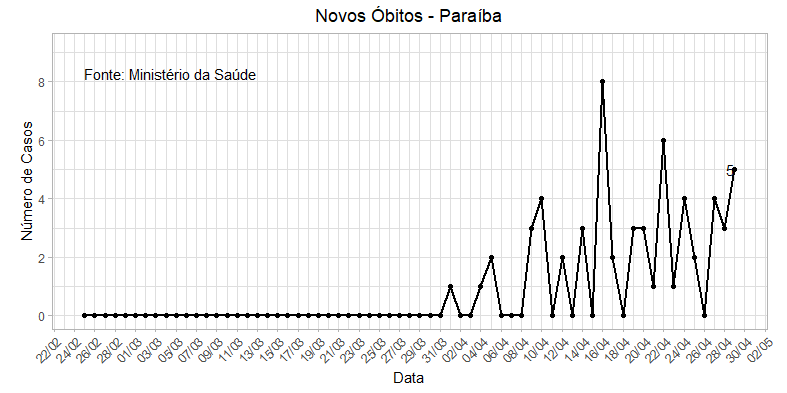 Novos Óbitos - Paraíba
Fonte: Ministério da Saúde
Número de Casos
8
6
4
2
0
5
22/02 24/02 26/02 28/02 01/03 03/03 05/03 07/03 09/03 11/03 13/03 15/03 17/03 19/03 21/03 23/03 25/03 27/03 29/03 31/03 02/04 04/04 06/04 08/04 10/04 12/04 14/04 16/04 18/04 20/04 22/04 24/04 26/04 28/04 30/04 02/05
Data